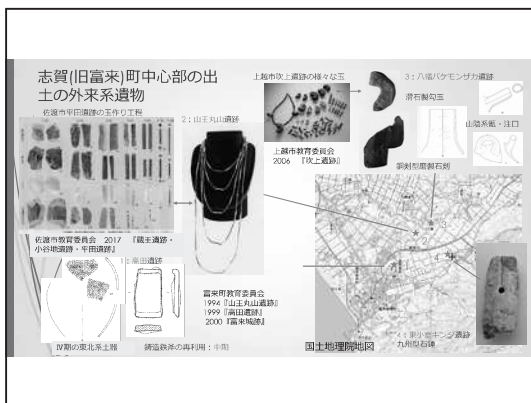 志賀(旧富来)町中心部の出
土の外来系遺物
佐渡市平田遺跡の玉作り工程
2：山王丸山遺跡
上越市吹上遺跡の様々な玉
3：八幡バケモンザカ遺跡
滑石製勾玉
山陰系甑・注口
上越市教育委員会
2006　『吹上遺跡』
銅剣型磨製石剣
佐渡市教育委員会　2017　『蔵王遺跡・
小谷地遺跡・平田遺跡』
1：高田遺跡
富来町教育委員会
1994『山王丸山遺跡』
1999『高田遺跡』
2000『富来城跡』
Ⅳ期の東北系土器
鋳造鉄斧の再利用：中期
国土地理院地図
4：東小室キンダ遺跡
九州型石錘